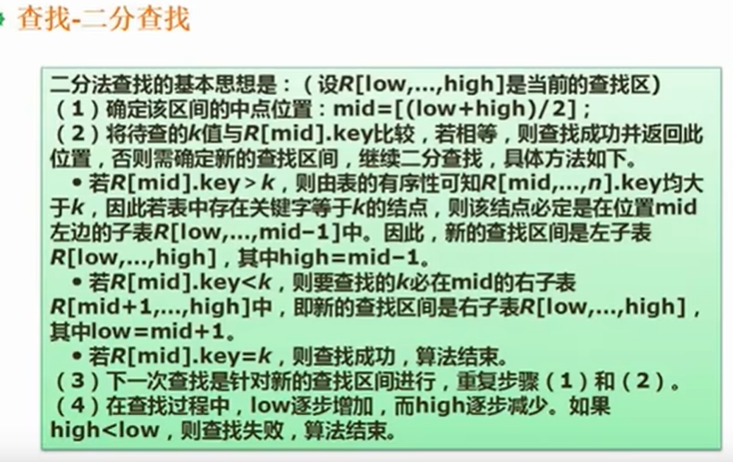 查找-二分查找
二分法查找的基本思想是:(设R[low,...,high]是当前的查找区)
(1)确定该区间的中点位置:mid=[(low+high)/2];
(2)将待查的k值与R[mid].key比较,若相等,则查找成功并返回此
位置,否则需确定新的查找区间,继续二分查找,具体方法如下。
•若R[mid].key>k,则由表的有序性可知R[mid,...,n].key均大
于k,因此若表中存在关键字等于k的结点,则该结点必定是在位置mid
左边的子表R[low,...,mid–1]中。因此,新的查找区间是左子表
R[low,...,high],其中high=mid–1。
•若R[mid].key<k,则要查找的k必在mid的右子表
R[mid+1,...,high]中,即新的查找区间是右子表R[low,...,high],
其中low=mid+1。
•若R[mid].key=k,则查找成功,算法结束。
(3)下一次查找是针对新的查找区间进行,重复步骤(1)和(2)。
(4)在查找过程中,low逐步增加,而high逐步减少。如果
high<low,则查找失败,算法结束。